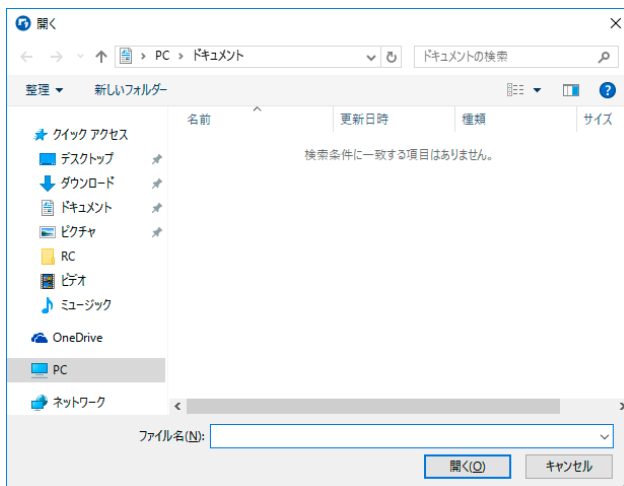 開く
PC › ドキュメント
ドキュメントの検索
整理 新しいフォルダー
名前 更新日時 種類 サイズ
検索条件に一致する項目はありません。
クイック アクセス
デスクトップ
ダウンロード
ドキュメント
ピクチャ
RC
ビデオ
ミュージック
OneDrive
PC
ネットワーク
ファイル名(N):
開く(O) キャンセル